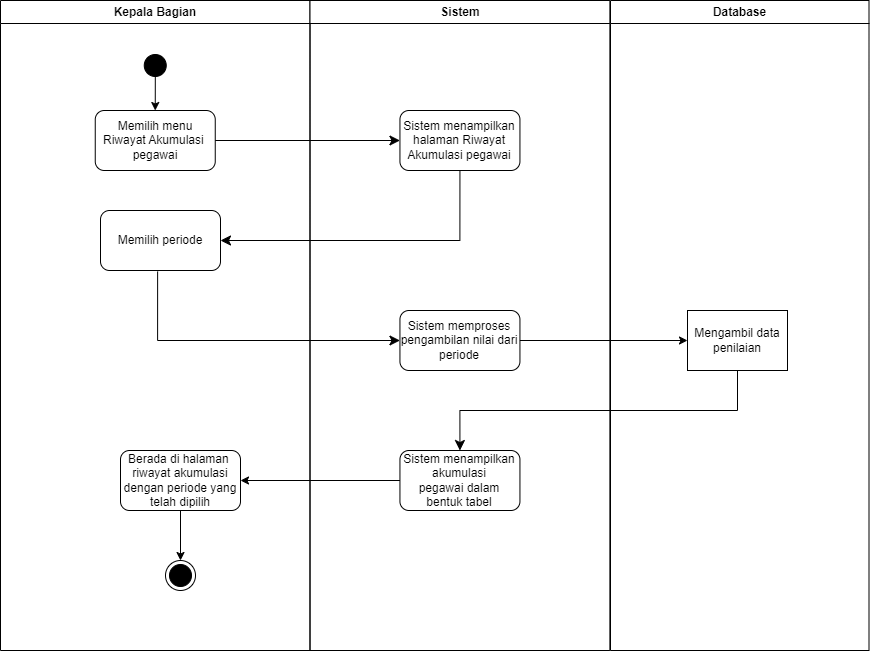 Kepala Bagian
Sistem
Database
Memilih menu
Riwayat Akumulasi
pegawai
Sistem menampilkan
halaman Riwayat
Akumulasi pegawai
Memilih periode
Sistem memproses
pengambilan nilai dari
periode
Mengambil data
penilaian
Berada di halaman
riwayat akumulasi
dengan periode yang
telah dipilih
Sistem menampilkan
akumulasi
pegawai dalam
bentuk tabel